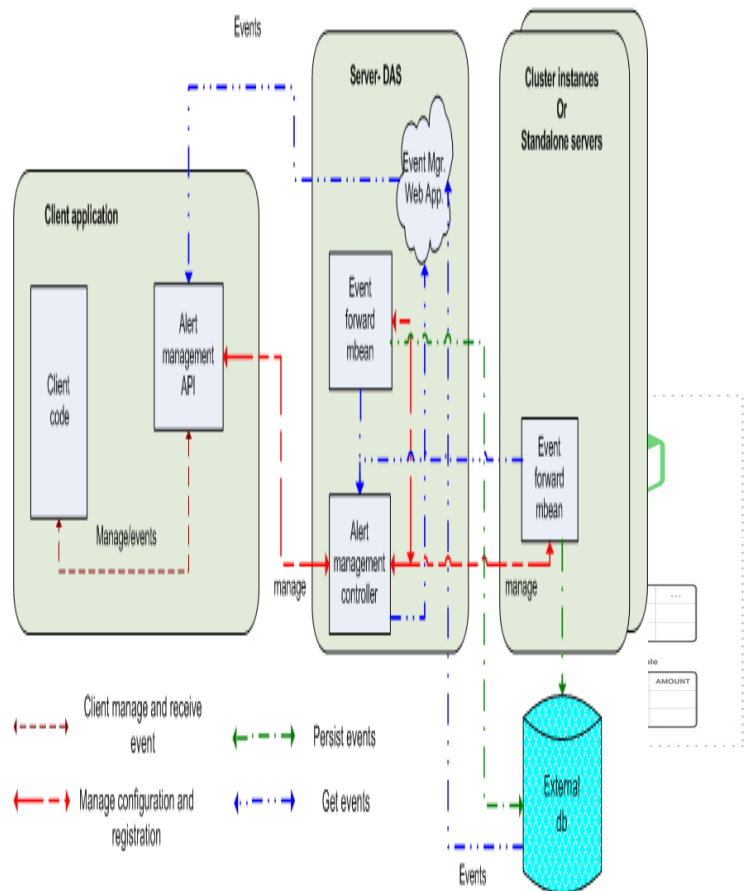 Events
Server- DAS
Cluster instances
Or
Standalone servers
Event Mgr.
Web App.
Client application
Client
code
Alert
management
API
Event
forward
mbean
Event
forward
mbean
Manage/events
Alert
management
controller
manage
manage
...
AMOUNT
Client manage and receive
event
Persist events
Manage configuration and
registration
Get events
External
db
Events